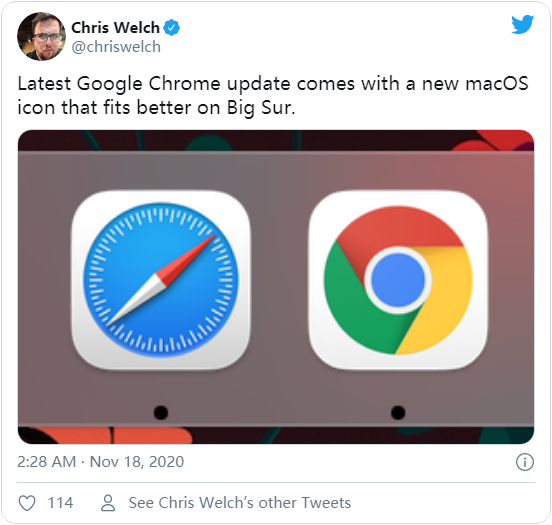 Chris Welch
@chriswelch
Latest Google Chrome update comes with a new macOS
icon that fits better on Big Sur.
2:28 AM · Nov 18, 2020
114 See Chris Welch's other Tweets